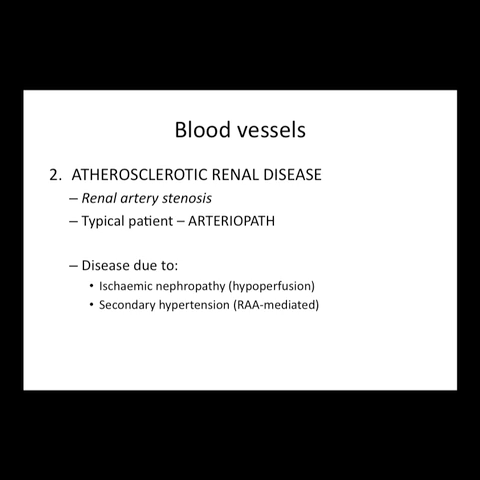 Blood vessels
2. ATHEROSCLEROTIC RENAL DISEASE
– Renal artery stenosis
– Typical patient – ARTERIOPATH
– Disease due to:
• Ischaemic nephropathy (hypoperfusion)
• Secondary hypertension (RAA-mediated)